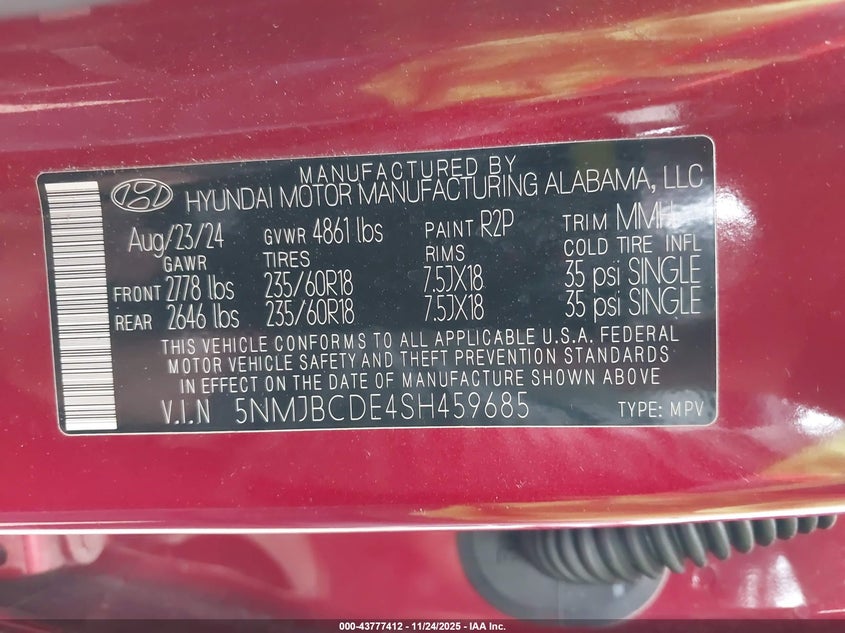 MANUFACTURED BY
HYUNDAI MOTOR MANUFACTURING ALABAMA, LLC
Aug/23/24 GVWR 4861 lbs PAINT R2P TRIM MMH
GAWR TIRES RIMS COLD TIRE INFL
FRONT 2778 lbs 235/60R18 7.5JX18 35 psi SINGLE
REAR 2646 lbs 235/60R18 7.5JX18 35 psi SINGLE
THIS VEHICLE CONFORMS TO ALL APPLICABLE U.S.A. FEDERAL
MOTOR VEHICLE SAFETY AND THEFT PREVENTION STANDARDS
IN EFFECT ON THE DATE OF MANUFACTURE SHOWN ABOVE
V.I.N 5NMJBCDE4SH459685 TYPE: MPV
000-43777412 - 11/24/2025 - IAA Inc.